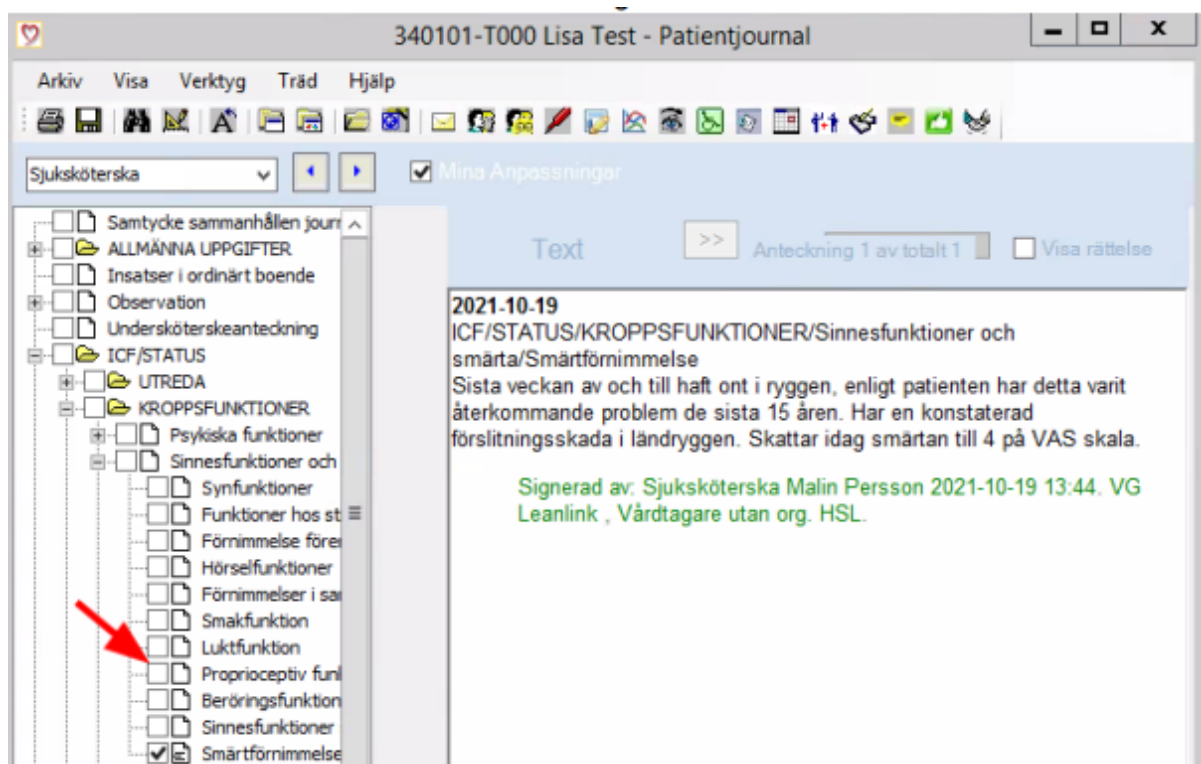 340101-T000 Lisa Test - Patientjournal
Arkiv Visa Verktyg Träd Hjälp
Sjuksköterska
Mina Anpassningar
Samtycke sammanhållen jour
ALLMÄNNA UPPGIFTER
Insatser i ordinärt boende
Observation
Undersköterskeanteckning
ICF/STATUS
UTREDA
KROPPSFUNKTIONER
Psykiska funktioner
Sinnesfunktioner och
Synfunktioner
Funktioner hos st
Förnimmelse fören
Hörselfunktioner
Förnimmelser i sa
Smakfunktion
Luktfunktion
Proprioceptiv funk
Beröringsfunktion
Sinnesfunktioner
Smärtförnimmelse
Text >> Anteckning 1 av totalt 1 Visa rättelse
2021-10-19
ICF/STATUS/KROPPSFUNKTIONER/Sinnesfunktioner och
smärta/Smärtförnimmelse
Sista veckan av och till haft ont i ryggen, enligt patienten har detta varit
återkommande problem de sista 15 åren. Har en konstaterad
förslitningsskada i ländryggen. Skattar idag smärtan till 4 på VAS skala.
Signerad av: Sjuksköterska Malin Persson 2021-10-19 13:44. VG
Leanlink , Vårdtagare utan org. HSL.